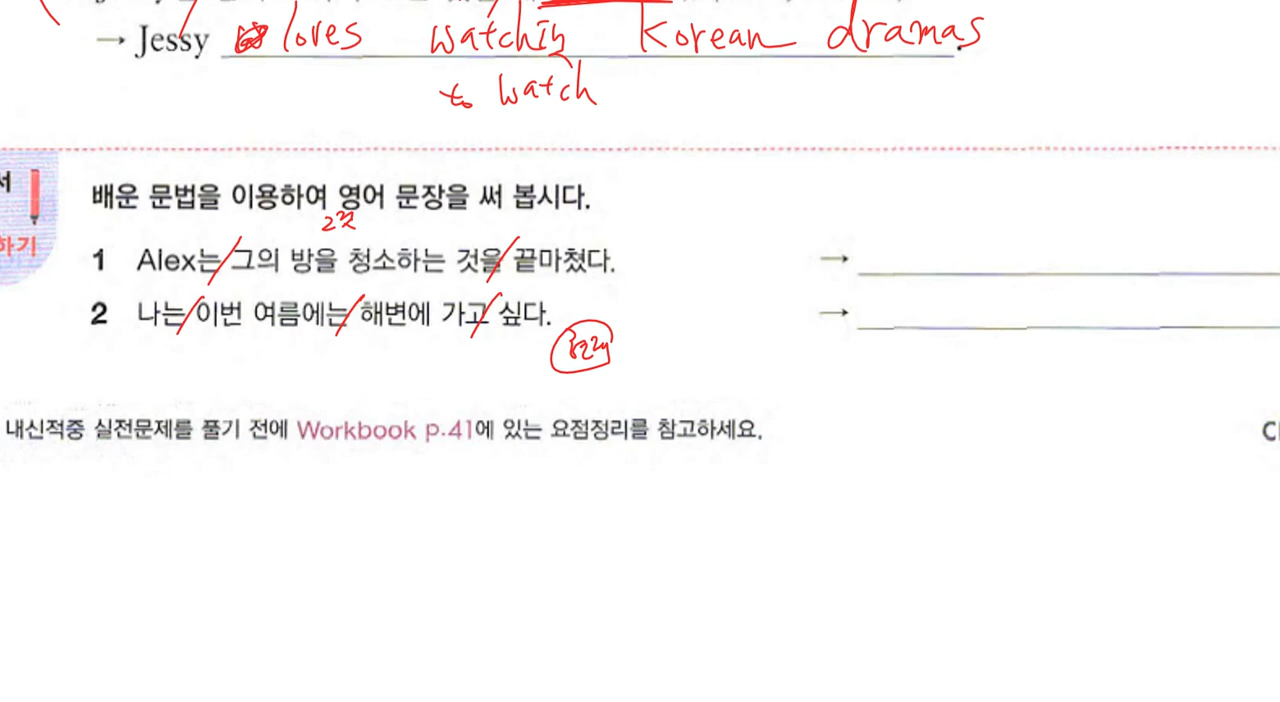 → Jessy loves watching Korean dramas.
to watch
서
배운 문법을 이용하여 영어 문장을 써 봅시다.
하기
1 Alex는 그의 방을 청소하는 것을 끝마쳤다. →
2 나는 이번 여름에는 해변에 가고 싶다. →
내신적중 실전문제를 풀기 전에 Workbook p.41에 있는 요점정리를 참고하세요.